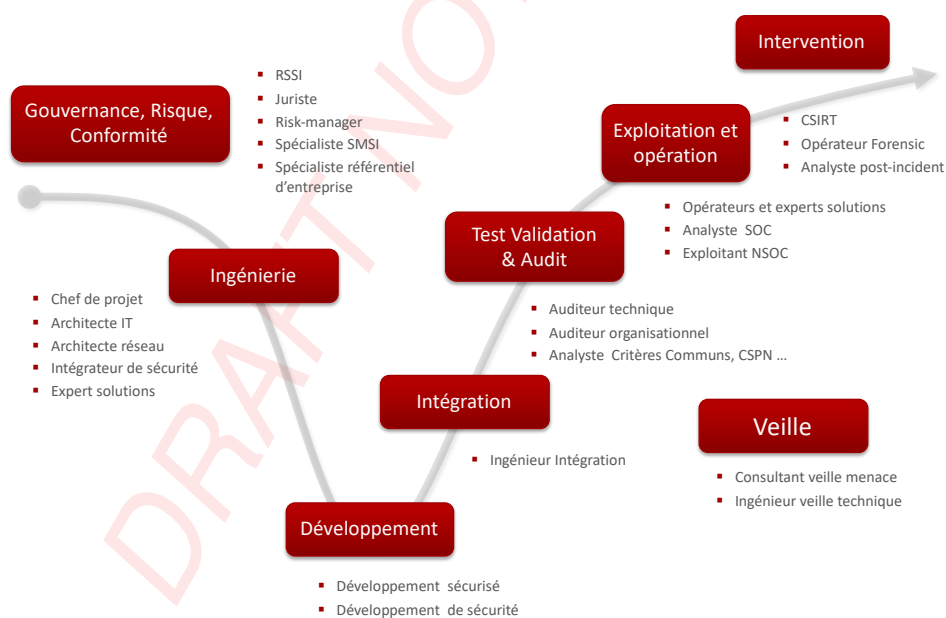 Intervention
RSSI
Juriste
Risk-manager
Spécialiste SMSI
Spécialiste référentiel
d'entreprise
Gouvernance, Risque,
Conformité
Exploitation et
opération
CSIRT
Opérateur Forensic
Analyste post-incident
Opérateurs et experts solutions
Analyste SOC
Exploitant NSOC
Test Validation
& Audit
Ingénierie
Chef de projet
Architecte IT
Architecte réseau
Intégrateur de sécurité
Expert solutions
Auditeur technique
Auditeur organisationnel
Analyste Critères Communs, CSPN ...
Intégration
Ingénieur Intégration
Veille
Consultant veille menace
Ingénieur veille technique
Développement
Développement sécurisé
Développement de sécurité
DRAFT NO